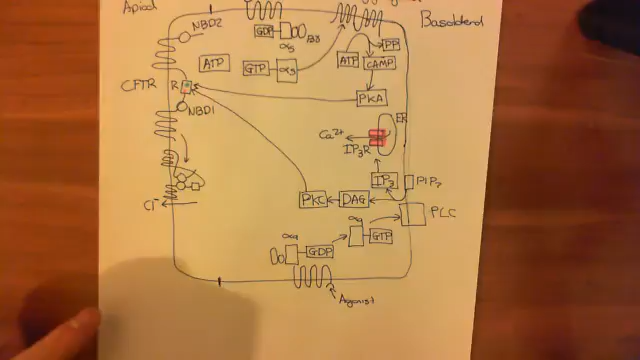 Apical
NBD2
GDP
αs
βγ
Basolateral
ATP
GTP
αs
ATP
PP
cAMP
CFTR
R
PKA
NBD1
ER
Ca²⁺
IP₃R
IP₃
PIP₂
Cl⁻
PKC
DAG
PLC
αq
GTP
αq
GDP
Agonist